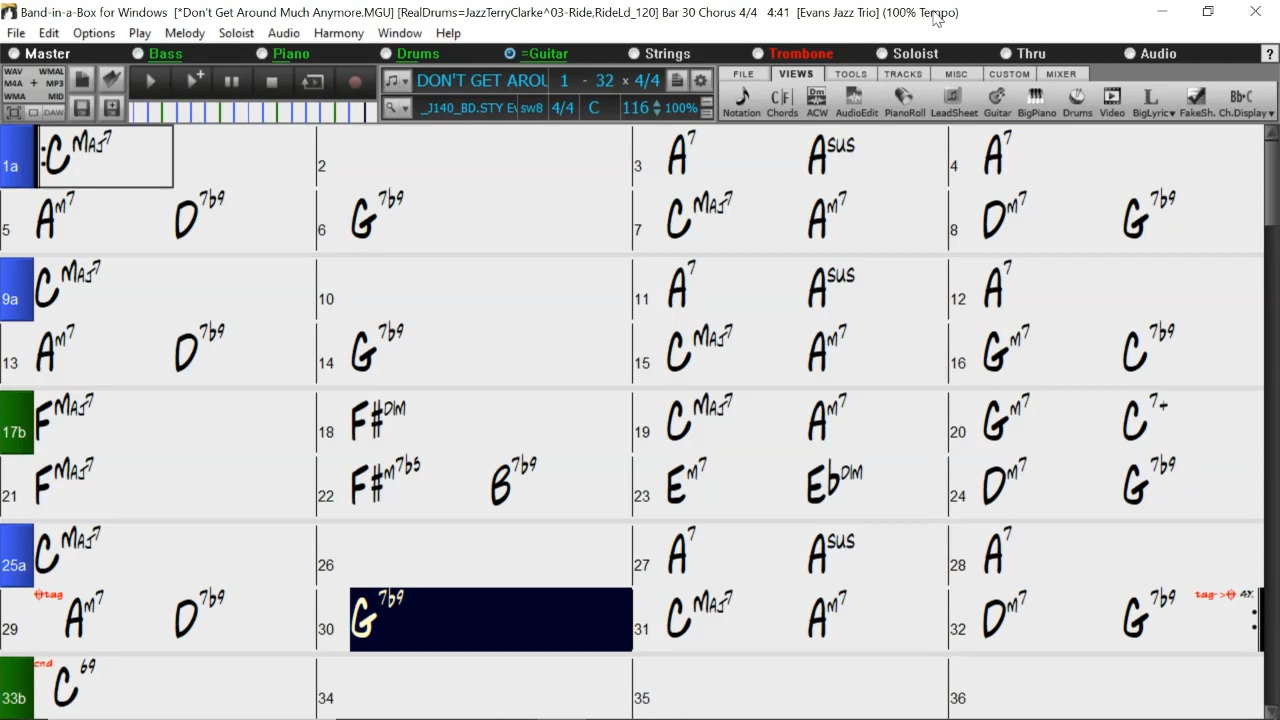 Band-in-a-Box for Windows [*Don't Get Around Much Anymore.MGU] [RealDrums=JazzTerryClarke^03-Ride,RideLd_120] Bar 30 Chorus 4/4 4:41 [Evans Jazz Trio] (100% Tempo)
File Edit Options Play Melody Soloist Audio Harmony Window Help
Master Bass Piano Drums =Guitar Strings Trombone Soloist Thru Audio ?
WAV WMAL
M4A + MP3
WMA MID
DAW
DON'T GET AROU 1 - 32 x 4/4
_J140_BD.STY Ev sw8 4/4 C 116 100%
FILE VIEWS TOOLS TRACKS MISC CUSTOM MIXER
Notation Chords ACW AudioEdit PianoRoll LeadSheet Guitar BigPiano Drums Video BigLyric FakeSh. Ch.Display
1a CMAJ7 2 3 A7 ASUS 4 A7
5 AM7 D7b9 6 G7b9 7 CMAJ7 AM7 8 DM7 G7b9
9a CMAJ7 10 11 A7 ASUS 12 A7
13 AM7 D7b9 14 G7b9 15 CMAJ7 AM7 16 GM7 C7b9
17b FMAJ7 18 F#DIM 19 CMAJ7 AM7 20 GM7 C7+
21 FMAJ7 22 F#M7b5 B7b9 23 EM7 EbDIM 24 DM7 G7b9
25a CMAJ7 26 27 A7 ASUS 28 A7
tag tag-> 4X
29 AM7 D7b9 30 G7b9 31 CMAJ7 AM7 32 DM7 G7b9
end
33b C69 34 35 36